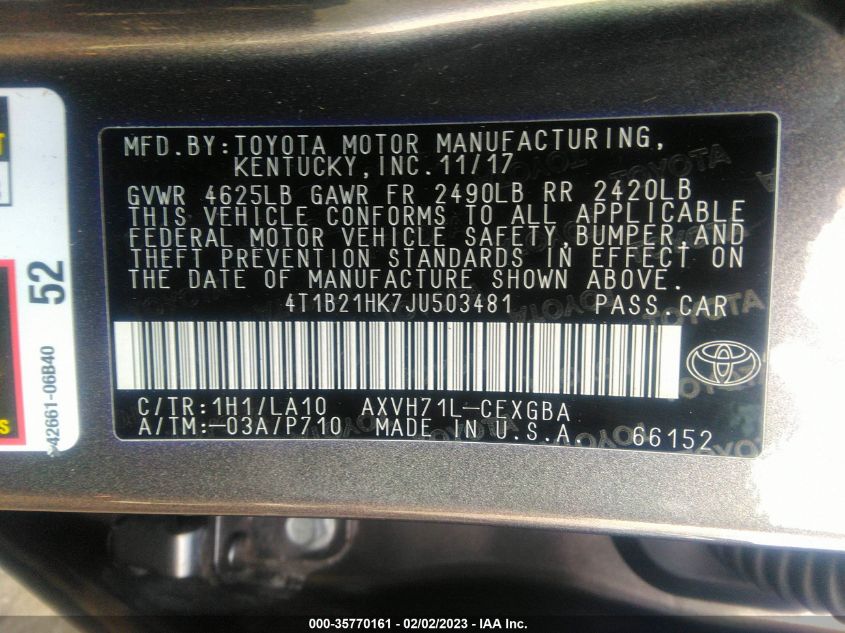 MFD.BY:TOYOTA MOTOR MANUFACTURING,
KENTUCKY,INC.11/17
GVWR 4625LB GAWR FR 2490LB RR 2420LB
THIS VEHICLE CONFORMS TO ALL APPLICABLE
FEDERAL MOTOR VEHICLE SAFETY,BUMPER,AND
THEFT PREVENTION STANDARDS IN EFFECT ON
THE DATE OF MANUFACTURE SHOWN ABOVE.
4T1B21HK7JU503481 PASS.CAR
C/TR:1H1/LA10 AXVH71L-CEXGBA
A/TM:-03A/P710 MADE IN U.S.A. 66152
52
42661-06B40
TOYOTA
000-35770161 - 02/02/2023 - IAA Inc.